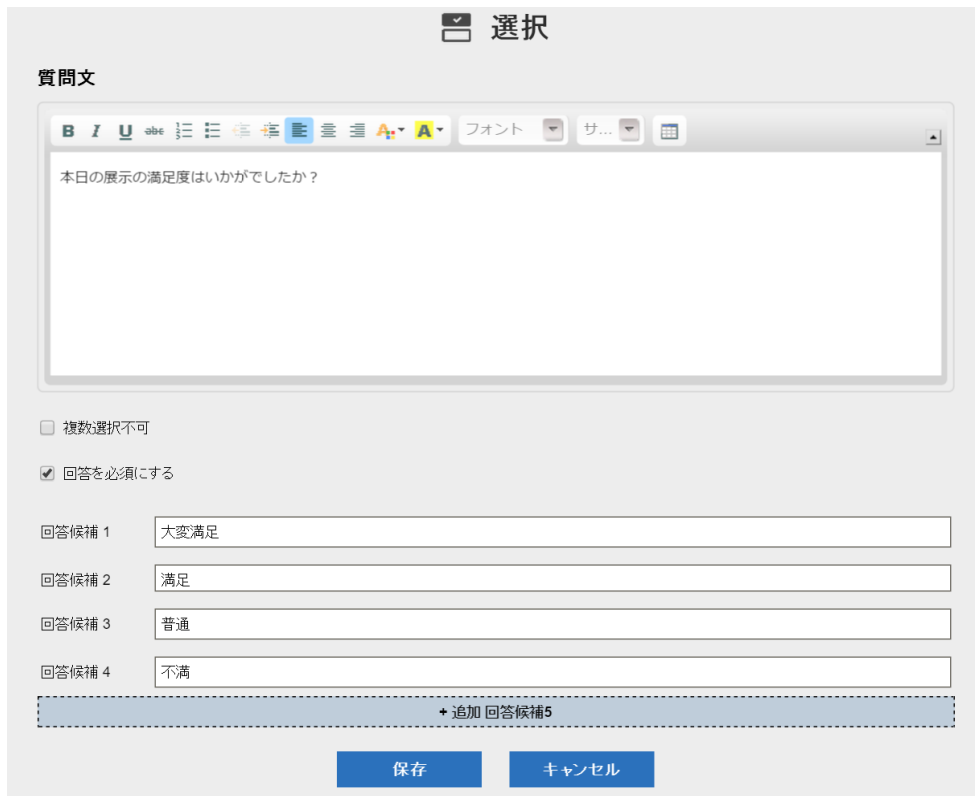 選択
質問文
B I U abc A A フォント サ...
本日の展示の満足度はいかがでしたか？
複数選択不可
回答を必須にする
回答候補 1 大変満足
回答候補 2 満足
回答候補 3 普通
回答候補 4 不満
+ 追加 回答候補5
保存 キャンセル